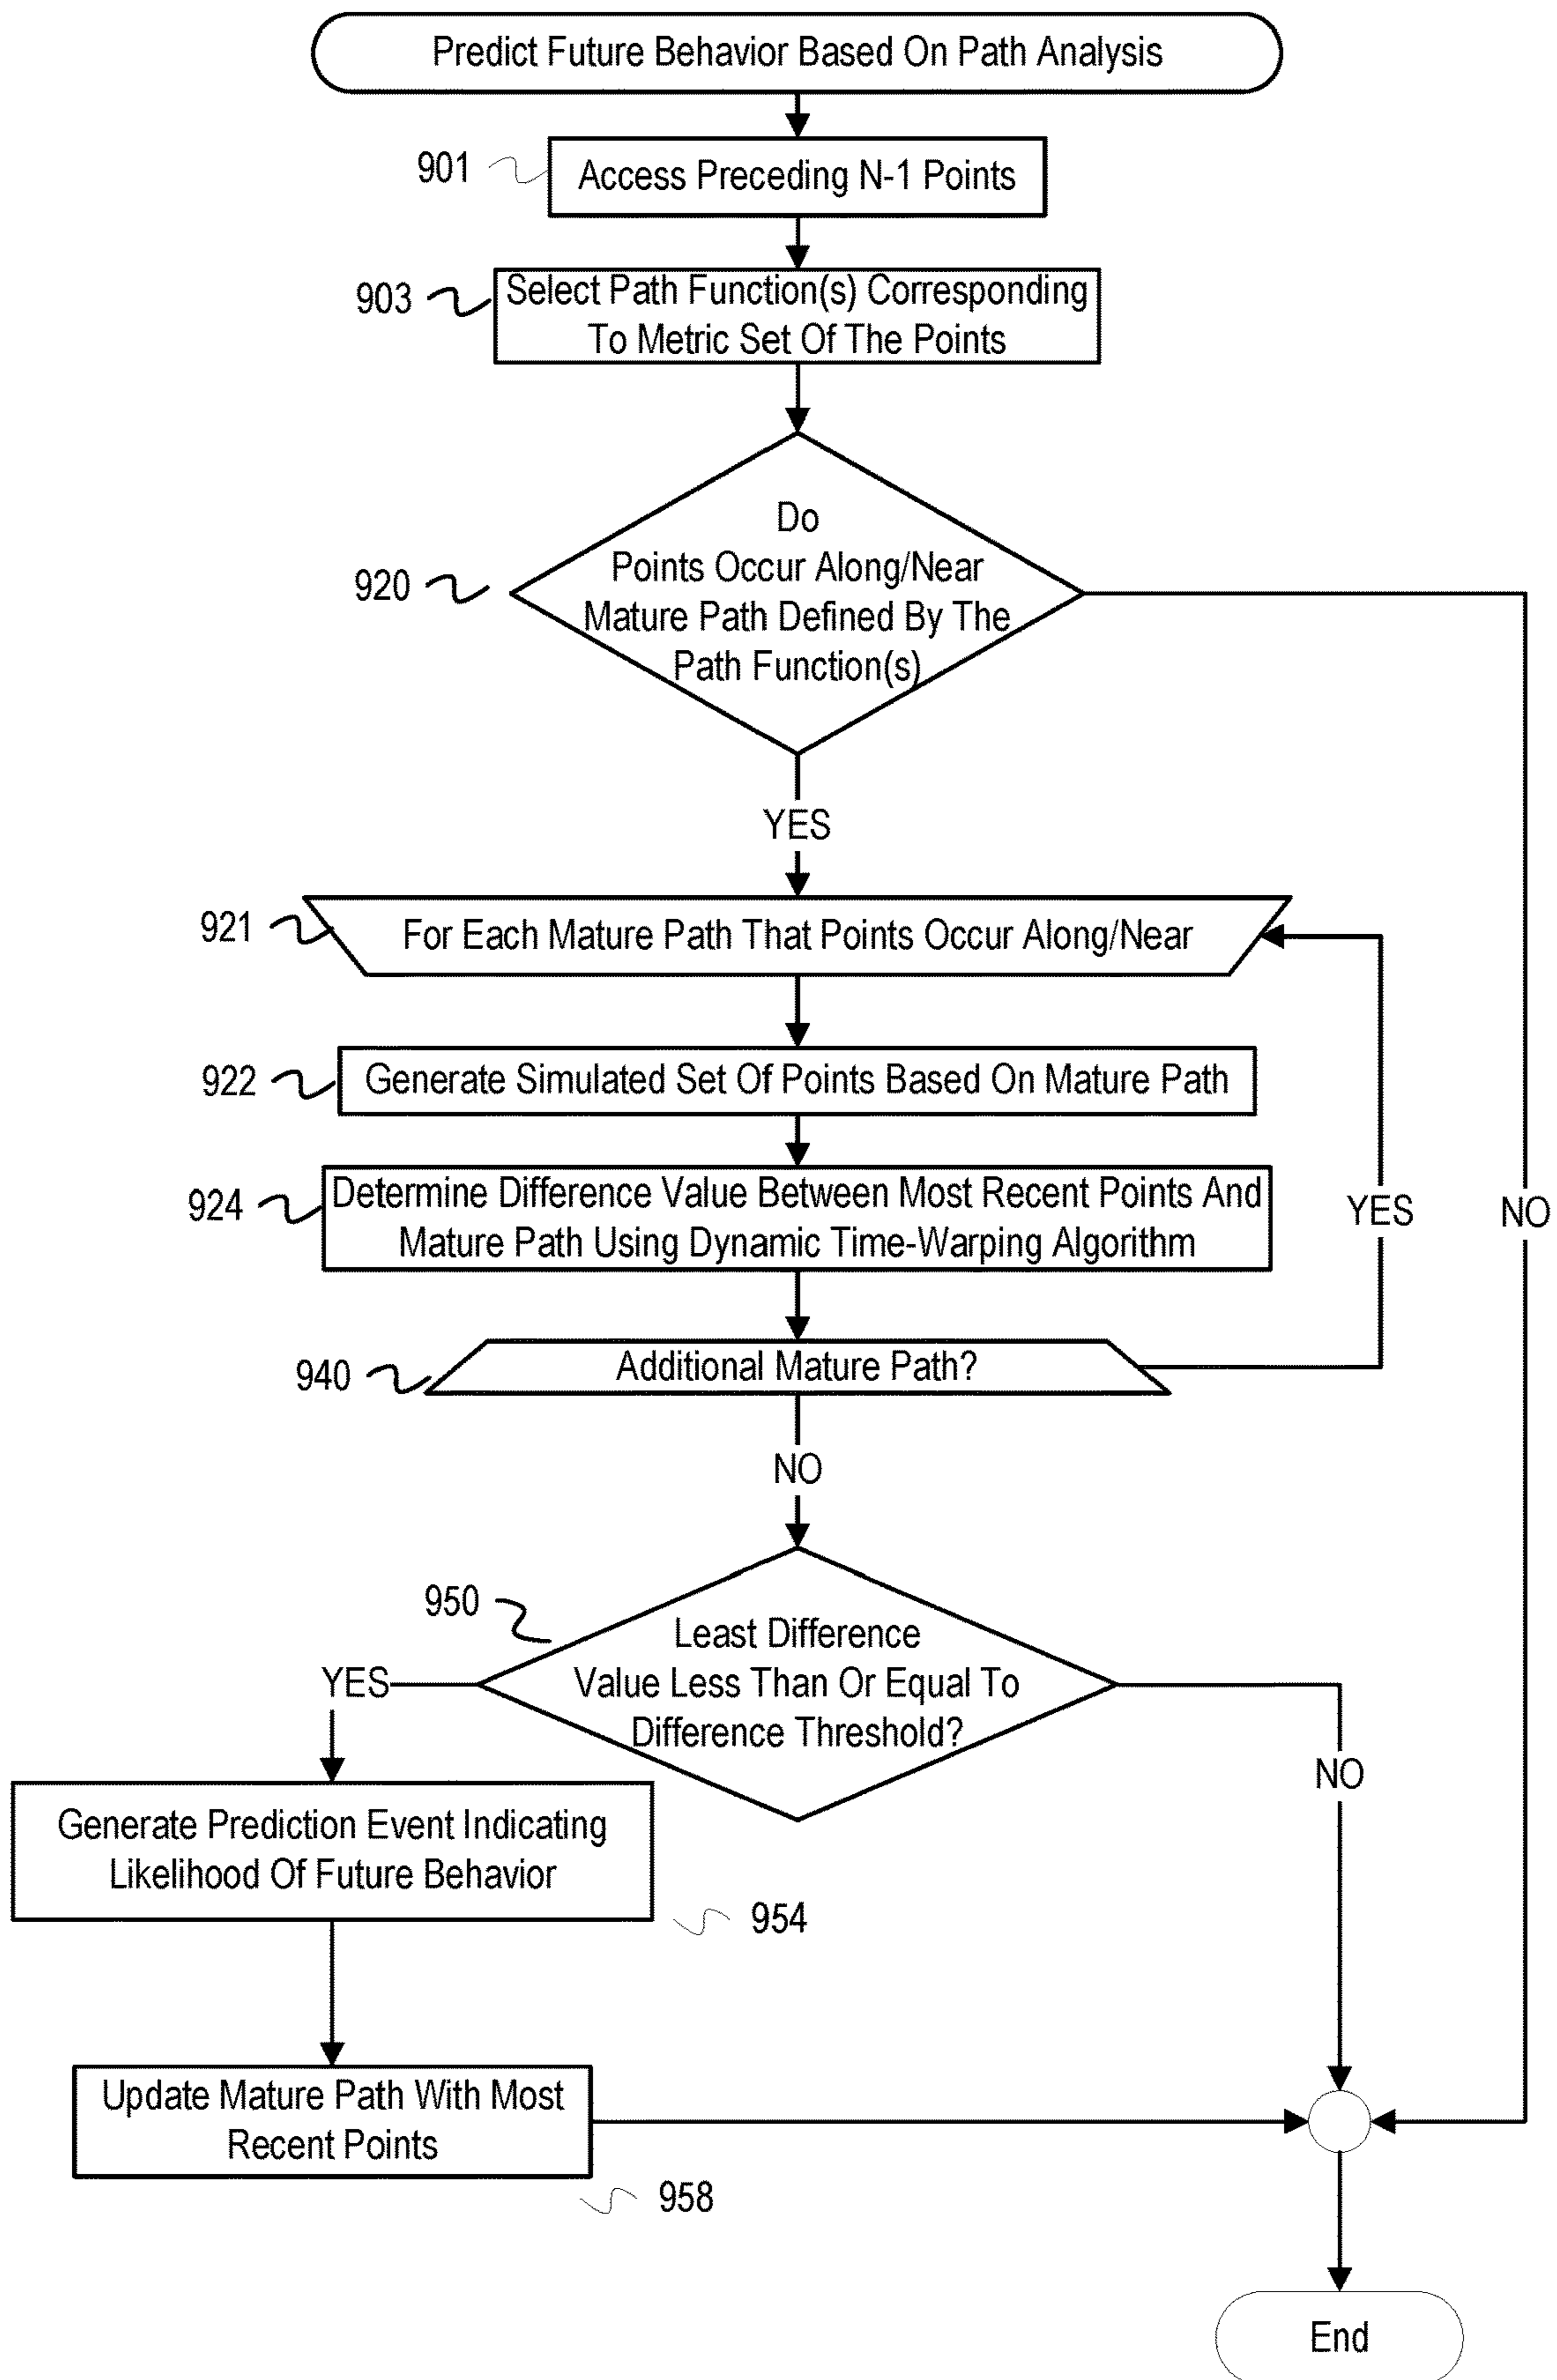 Predict Future Behavior Based On Path Analysis
901
Access Preceding N-1 Points
903
Select Path Function(s) Corresponding
To Metric Set Of The Points
920
Do
Points Occur Along/Near
Mature Path Defined By The
Path Function(s)
YES
NO
921
For Each Mature Path That Points Occur Along/Near
922
Generate Simulated Set Of Points Based On Mature Path
924
Determine Difference Value Between Most Recent Points And
Mature Path Using Dynamic Time-Warping Algorithm
YES
940
Additional Mature Path?
NO
950
Least Difference
Value Less Than Or Equal To
Difference Threshold?
YES
NO
Generate Prediction Event Indicating
Likelihood Of Future Behavior
954
Update Mature Path With Most
Recent Points
958
End